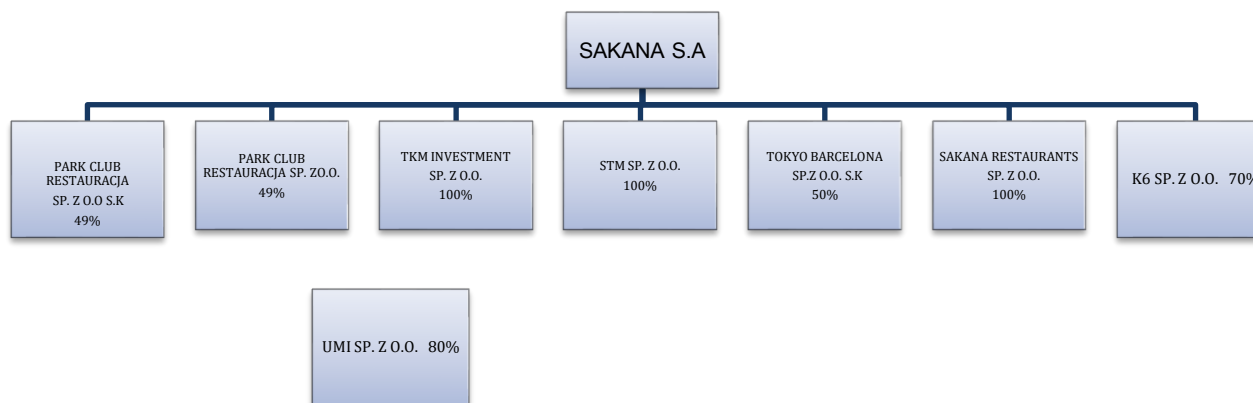 SAKANA S.A
PARK CLUB
RESTAURACJA
SP. Z O.O S.K
49%
PARK CLUB
RESTAURACJA SP. ZO.O.
49%
TKM INVESTMENT
SP. Z O.O.
100%
STM SP. Z O.O.
100%
TOKYO BARCELONA
SP.Z O.O. S.K
50%
SAKANA RESTAURANTS
SP. Z O.O.
100%
K6 SP. Z O.O. 70%
UMI SP. Z O.O. 80%